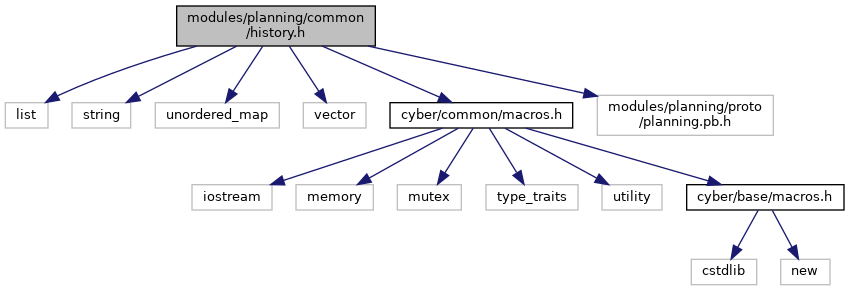 modules/planning/common
/history.h
list
string
unordered_map
vector
cyber/common/macros.h
modules/planning/proto
/planning.pb.h
iostream
memory
mutex
type_traits
utility
cyber/base/macros.h
cstdlib
new